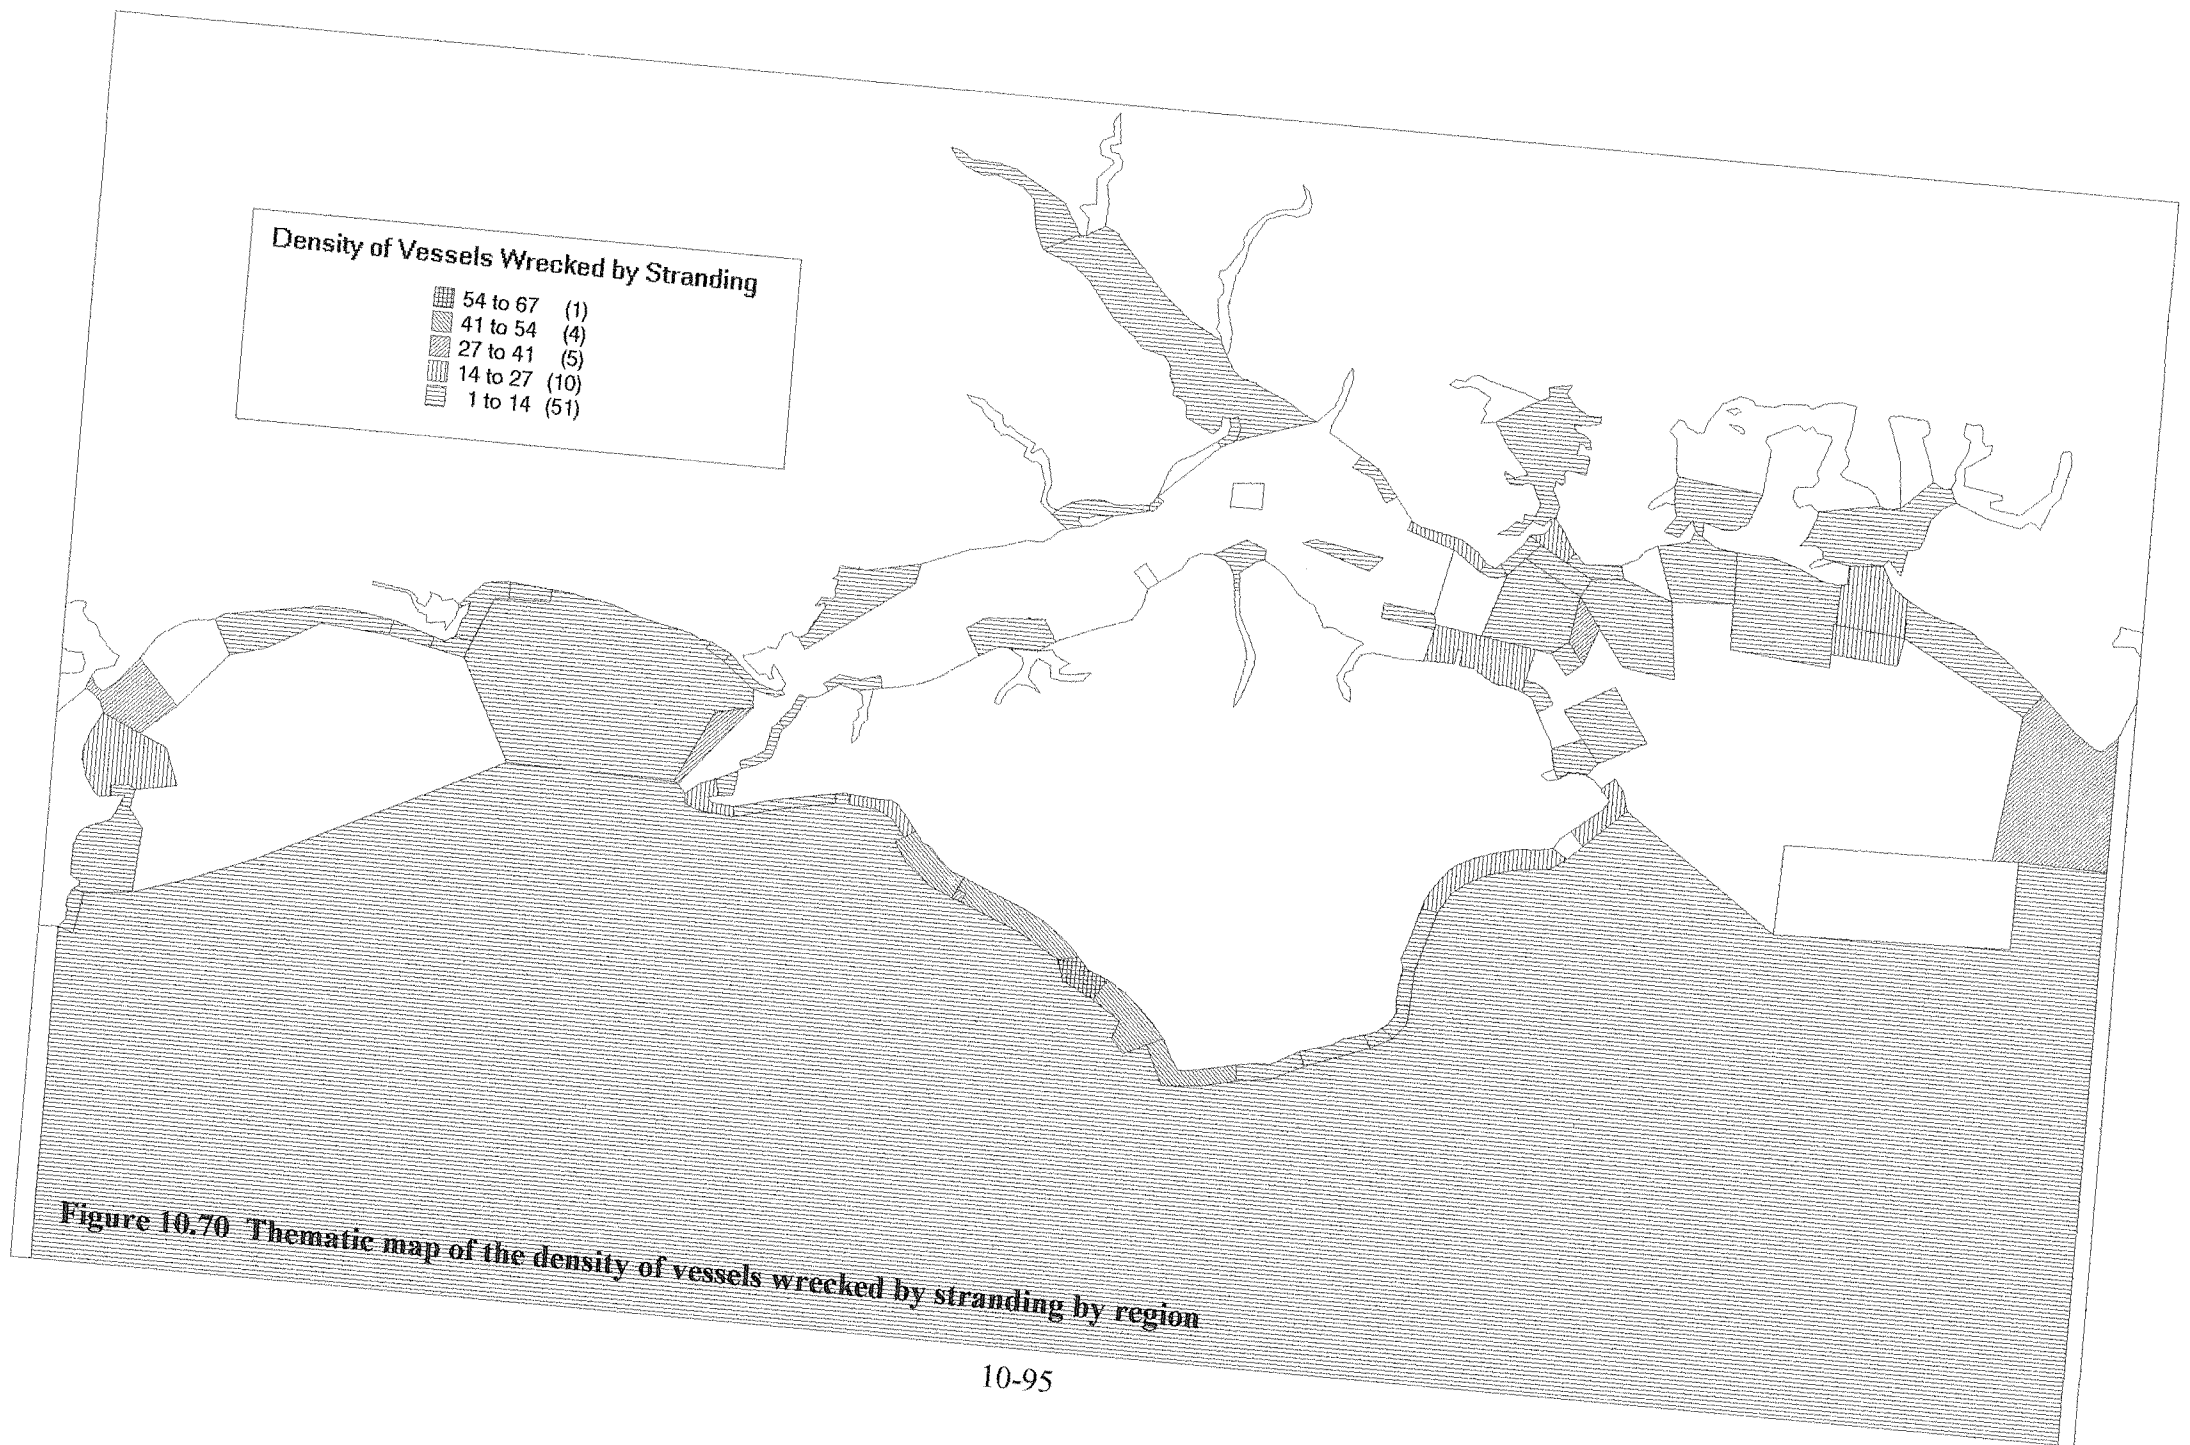 Density of Vessels Wrecked by Stranding
54 to 67 (1)
41 to 54 (4)
27 to 41 (5)
14 to 27 (10)
1 to 14 (51)
Figure 10.70 Thematic map of the density of vessels wrecked by stranding by region
10-95